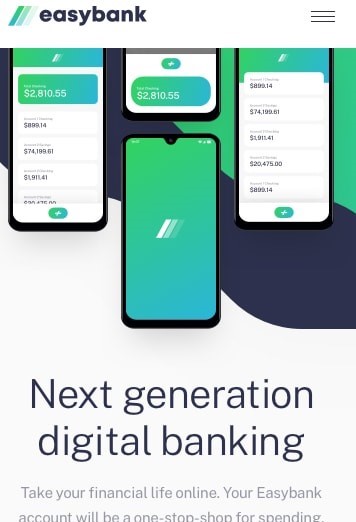 easybank
$2,810.55
$899.14
$74,199.61
$1,911.41
$20,475.00
$2,810.55
$899.14
$74,199.61
$1,911.41
$20,475.00
$899.14
Next generation
digital banking
Take your financial life online. Your Easybank
account will be a one-stop-shop for spending,